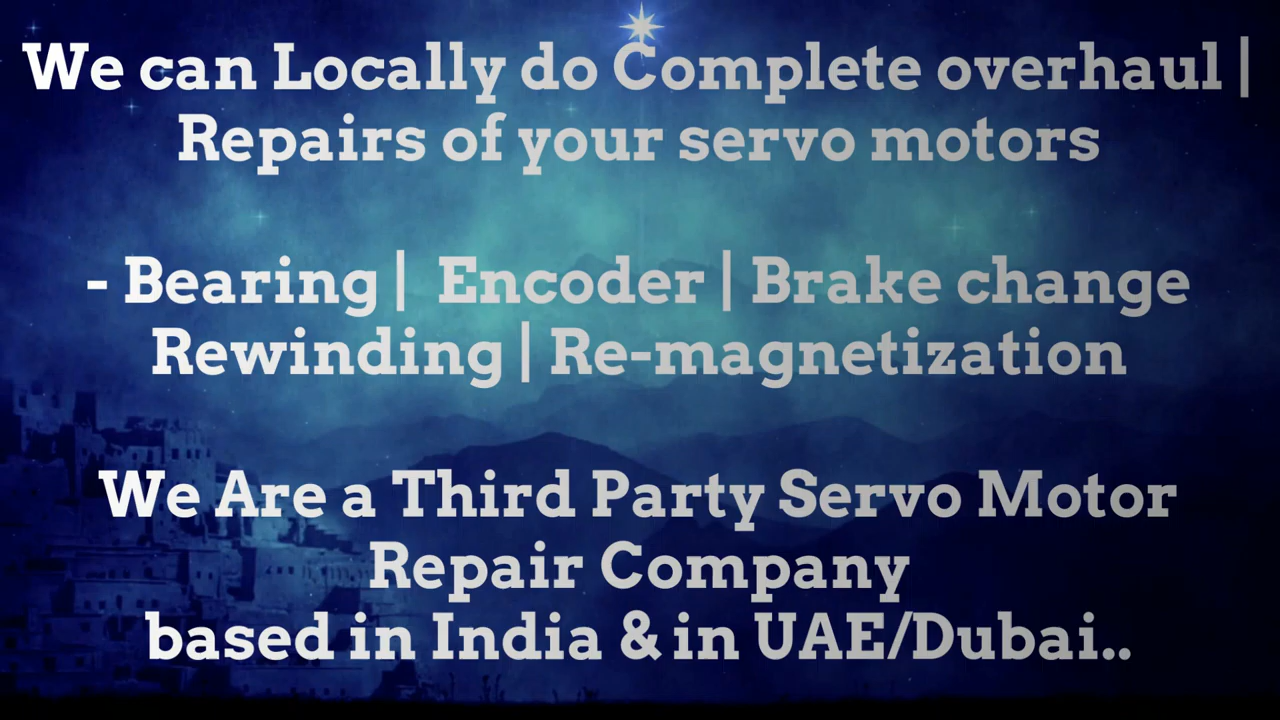 We can Locally do Complete overhaul |
Repairs of your servo motors
- Bearing | Encoder | Brake change
Rewinding | Re-magnetization
We Are a Third Party Servo Motor
Repair Company
based in India & in UAE/Dubai..